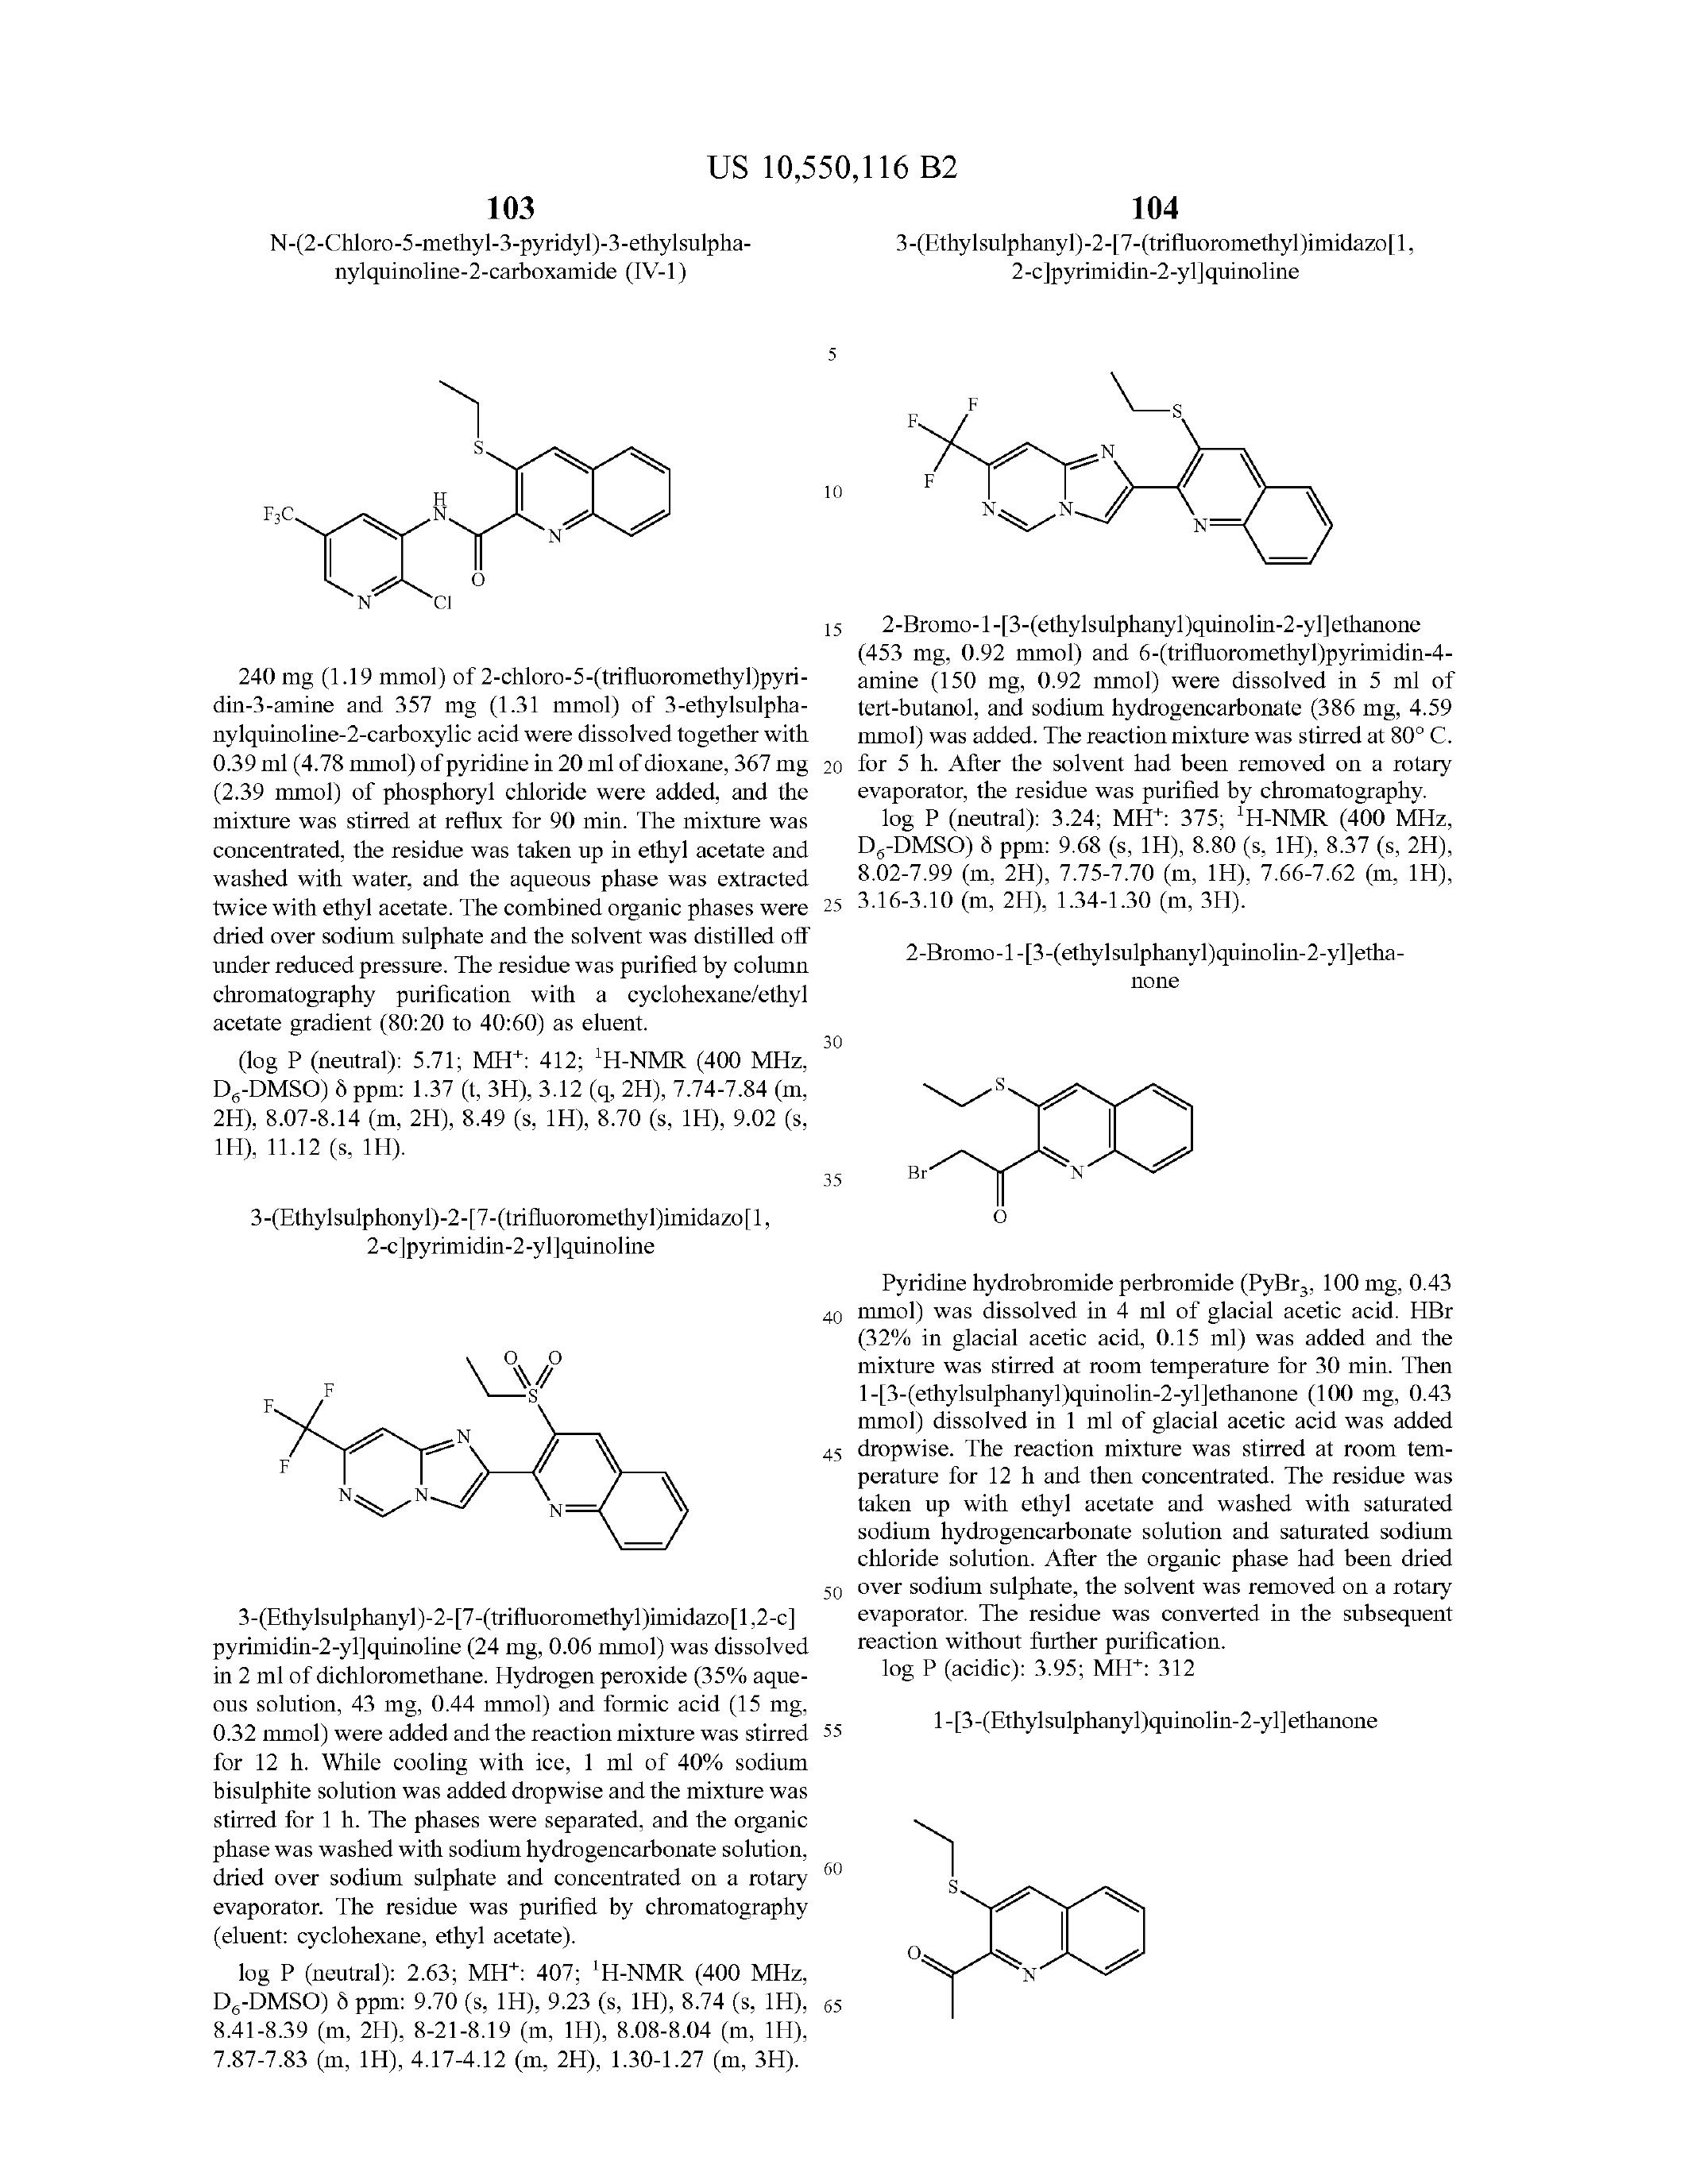 US 10,550,116 B2
103
N-(2-Chloro-5-methyl-3-pyridyl)-3-ethylsulpha-
nylquinoline-2-carboxamide (IV-1)
S
H
N
F3C
N
O
N
Cl
240 mg (1.19 mmol) of 2-chloro-5-(trifluoromethyl)pyri-
din-3-amine and 357 mg (1.31 mmol) of 3-ethylsulpha-
nylquinoline-2-carboxylic acid were dissolved together with
0.39 ml (4.78 mmol) of pyridine in 20 ml of dioxane, 367 mg
(2.39 mmol) of phosphoryl chloride were added, and the
mixture was stirred at reflux for 90 min. The mixture was
concentrated, the residue was taken up in ethyl acetate and
washed with water, and the aqueous phase was extracted
twice with ethyl acetate. The combined organic phases were
dried over sodium sulphate and the solvent was distilled off
under reduced pressure. The residue was purified by column
chromatography purification with a cyclohexane/ethyl
acetate gradient (80:20 to 40:60) as eluent.
(log P (neutral): 5.71; MH⁺: 412; ¹H-NMR (400 MHz,
D₆-DMSO) δ ppm: 1.37 (t, 3H), 3.12 (q, 2H), 7.74-7.84 (m,
2H), 8.07-8.14 (m, 2H), 8.49 (s, 1H), 8.70 (s, 1H), 9.02 (s,
1H), 11.12 (s, 1H).
3-(Ethylsulphonyl)-2-[7-(trifluoromethyl)imidazo[1,
2-c]pyrimidin-2-yl]quinoline
O O
S
F
F
F
N
N
N
N
3-(Ethylsulphanyl)-2-[7-(trifluoromethyl)imidazo[1,2-c]
pyrimidin-2-yl]quinoline (24 mg, 0.06 mmol) was dissolved
in 2 ml of dichloromethane. Hydrogen peroxide (35% aque-
ous solution, 43 mg, 0.44 mmol) and formic acid (15 mg,
0.32 mmol) were added and the reaction mixture was stirred
for 12 h. While cooling with ice, 1 ml of 40% sodium
bisulphite solution was added dropwise and the mixture was
stirred for 1 h. The phases were separated, and the organic
phase was washed with sodium hydrogencarbonate solution,
dried over sodium sulphate and concentrated on a rotary
evaporator. The residue was purified by chromatography
(eluent: cyclohexane, ethyl acetate).
log P (neutral): 2.63; MH⁺: 407; ¹H-NMR (400 MHz,
D₆-DMSO) δ ppm: 9.70 (s, 1H), 9.23 (s, 1H), 8.74 (s, 1H),
8.41-8.39 (m, 2H), 8-21-8.19 (m, 1H), 8.08-8.04 (m, 1H),
7.87-7.83 (m, 1H), 4.17-4.12 (m, 2H), 1.30-1.27 (m, 3H).
5
10
15
20
25
30
35
40
45
50
55
60
65
104
3-(Ethylsulphanyl)-2-[7-(trifluoromethyl)imidazo[1,
2-c]pyrimidin-2-yl]quinoline
F
F
F
S
N
N
N
N
2-Bromo-1-[3-(ethylsulphanyl)quinolin-2-yl]ethanone
(453 mg, 0.92 mmol) and 6-(trifluoromethyl)pyrimidin-4-
amine (150 mg, 0.92 mmol) were dissolved in 5 ml of
tert-butanol, and sodium hydrogencarbonate (386 mg, 4.59
mmol) was added. The reaction mixture was stirred at 80° C.
for 5 h. After the solvent had been removed on a rotary
evaporator, the residue was purified by chromatography.
log P (neutral): 3.24; MH⁺: 375; ¹H-NMR (400 MHz,
D₆-DMSO) δ ppm: 9.68 (s, 1H), 8.80 (s, 1H), 8.37 (s, 2H),
8.02-7.99 (m, 2H), 7.75-7.70 (m, 1H), 7.66-7.62 (m, 1H),
3.16-3.10 (m, 2H), 1.34-1.30 (m, 3H).
2-Bromo-1-[3-(ethylsulphanyl)quinolin-2-yl]etha-
none
S
Br
N
O
Pyridine hydrobromide perbromide (PyBr₃, 100 mg, 0.43
mmol) was dissolved in 4 ml of glacial acetic acid. HBr
(32% in glacial acetic acid, 0.15 ml) was added and the
mixture was stirred at room temperature for 30 min. Then
1-[3-(ethylsulphanyl)quinolin-2-yl]ethanone (100 mg, 0.43
mmol) dissolved in 1 ml of glacial acetic acid was added
dropwise. The reaction mixture was stirred at room tem-
perature for 12 h and then concentrated. The residue was
taken up with ethyl acetate and washed with saturated
sodium hydrogencarbonate solution and saturated sodium
chloride solution. After the organic phase had been dried
over sodium sulphate, the solvent was removed on a rotary
evaporator. The residue was converted in the subsequent
reaction without further purification.
log P (acidic): 3.95; MH⁺: 312
1-[3-(Ethylsulphanyl)quinolin-2-yl]ethanone
S
O
N